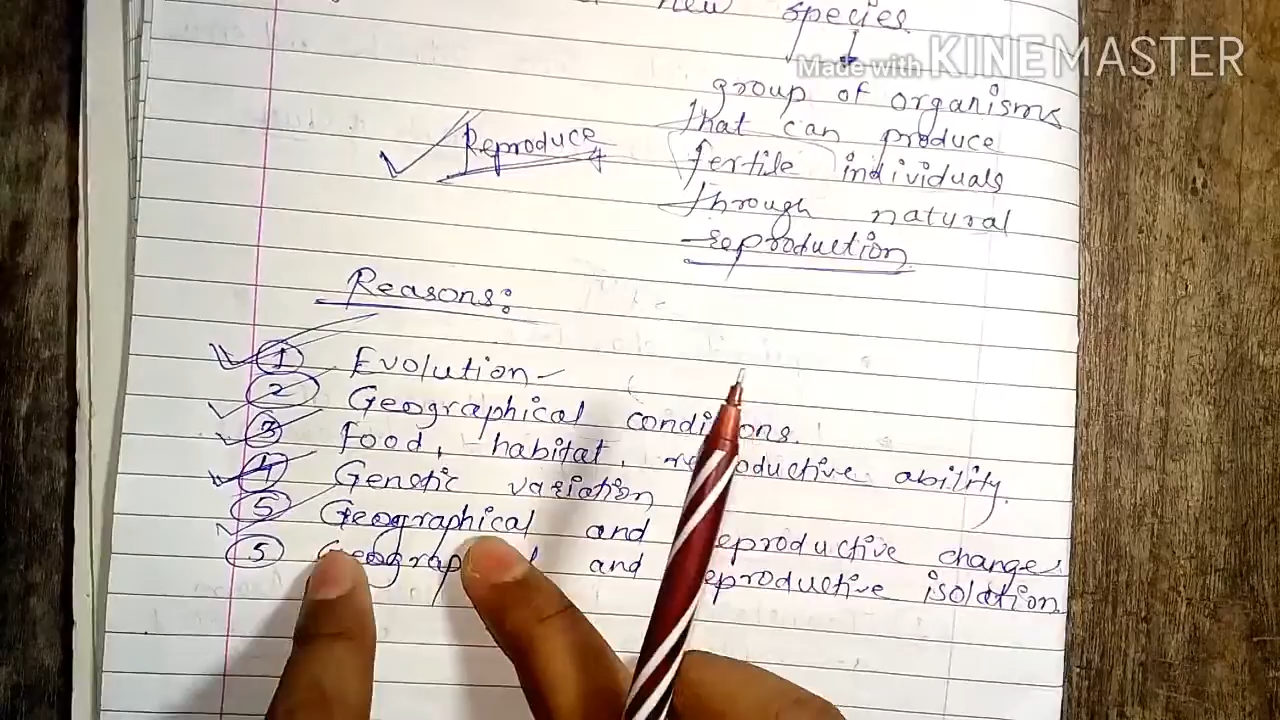 new species
Made with KINEMASTER
group of organisms
that can produce
Reproduce
fertile individuals
through natural
reproduction.
Reasons:
1 Evolution
2 Geographical conditions.
3 food, habitat, reproductive ability.
4 Genetic variation
5 Geographical and reproductive changes
5 and reproductive isolation